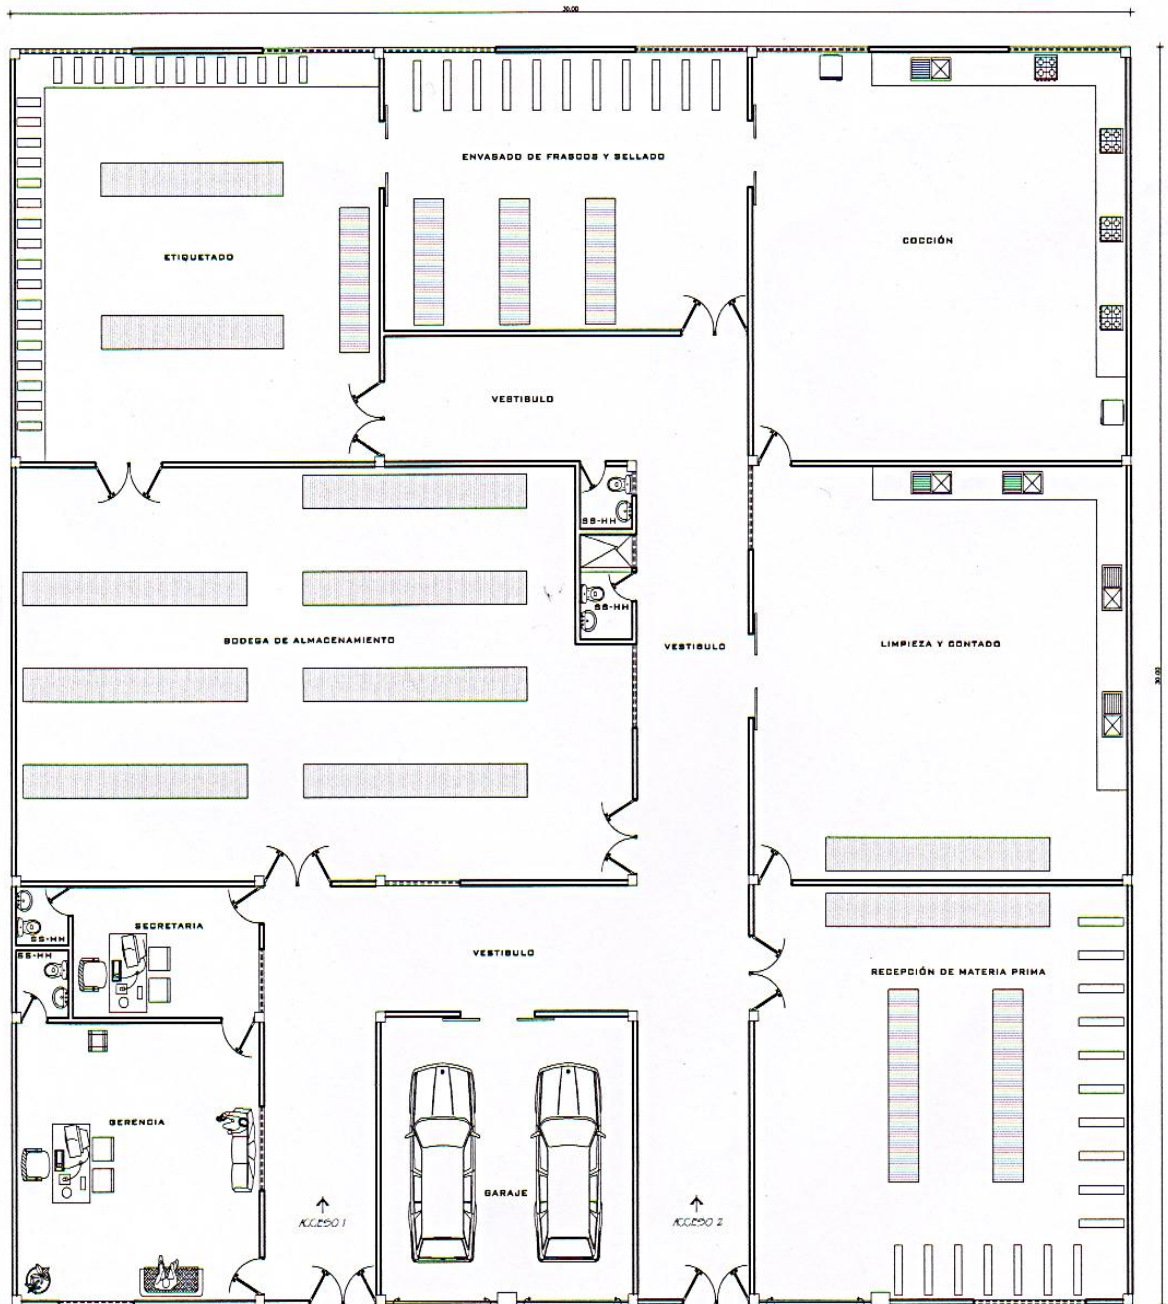 30.00
ENVASADO DE FRASCOS Y SELLADO
COCCIÓN
ETIQUETADO
VESTIBULO
SS-HH
SS-HH
BODEGA DE ALMACENAMIENTO
VESTIBULO
LIMPIEZA Y CONTADO
30.00
SECRETARIA
SS-HH
SS-HH
VESTIBULO
RECEPCIÓN DE MATERIA PRIMA
GERENCIA
GARAJE
ACCESO 1
ACCESO 2